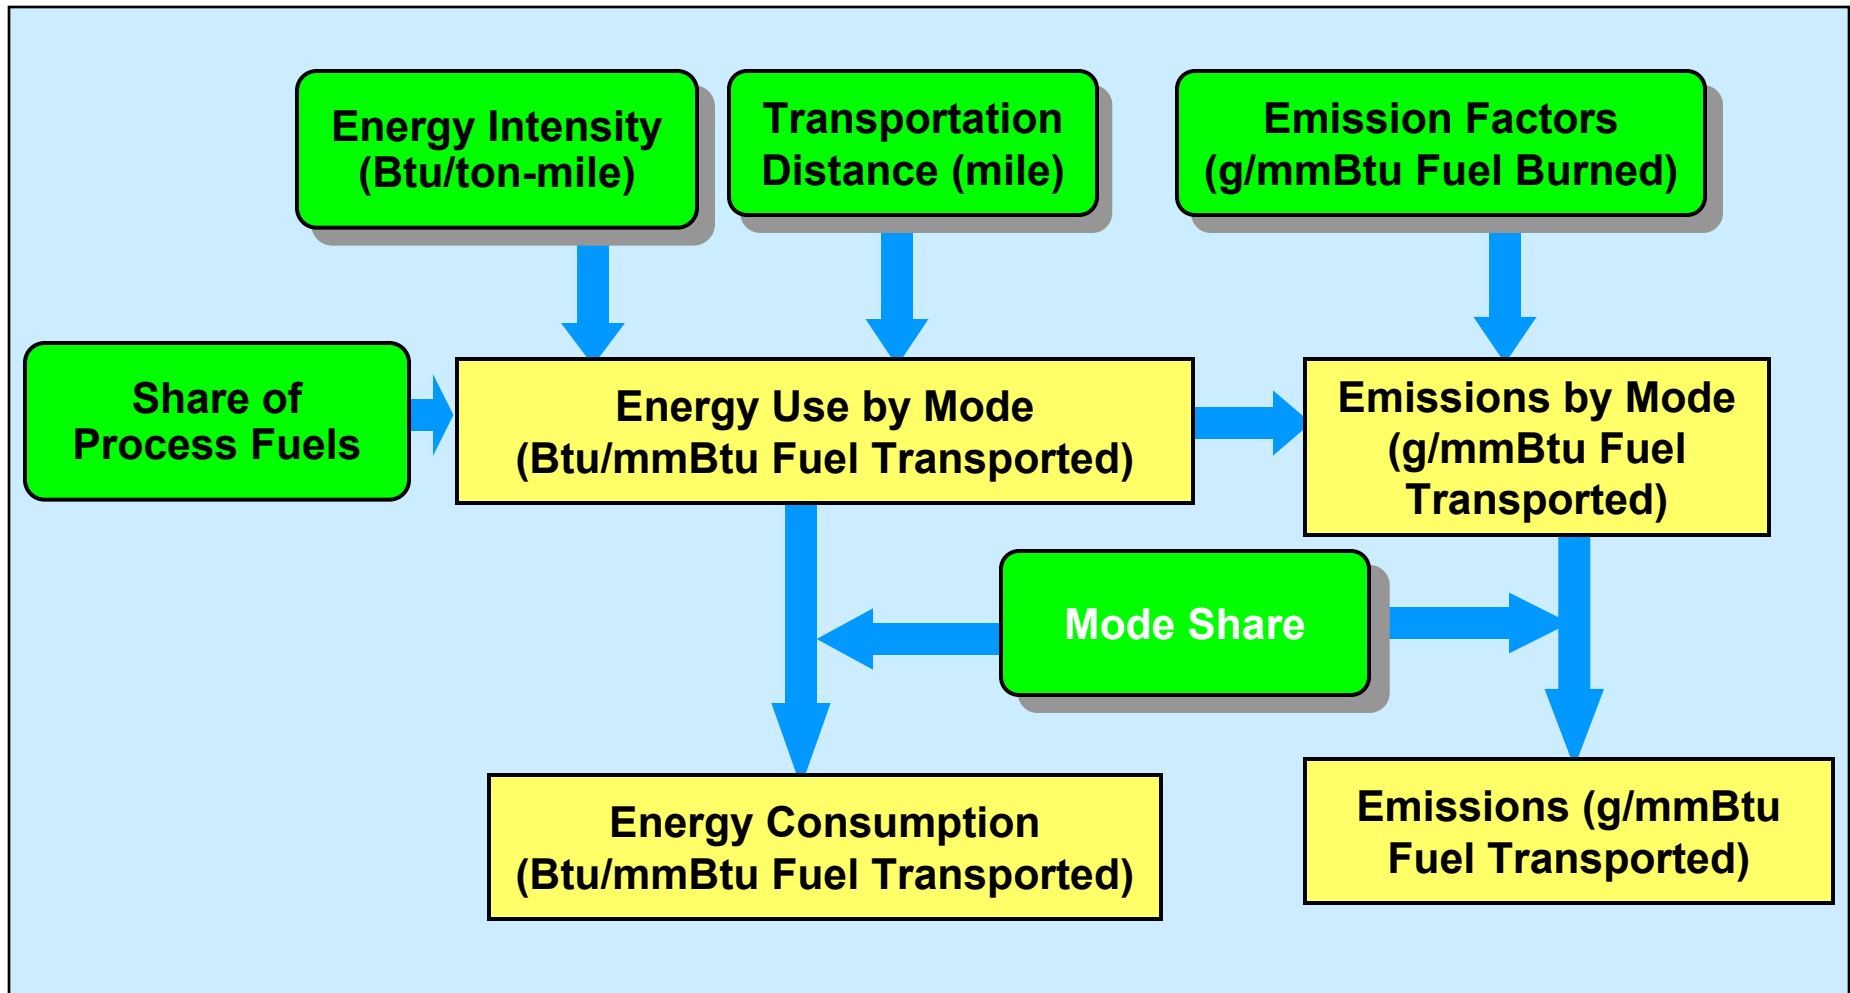 Energy Intensity
(Btu/ton-mile)
Transportation
Distance (mile)
Emission Factors
(g/mmBtu Fuel Burned)
Share of
Process Fuels
Energy Use by Mode
(Btu/mmBtu Fuel Transported)
Emissions by Mode
(g/mmBtu Fuel
Transported)
Mode Share
Energy Consumption
(Btu/mmBtu Fuel Transported)
Emissions (g/mmBtu
Fuel Transported)